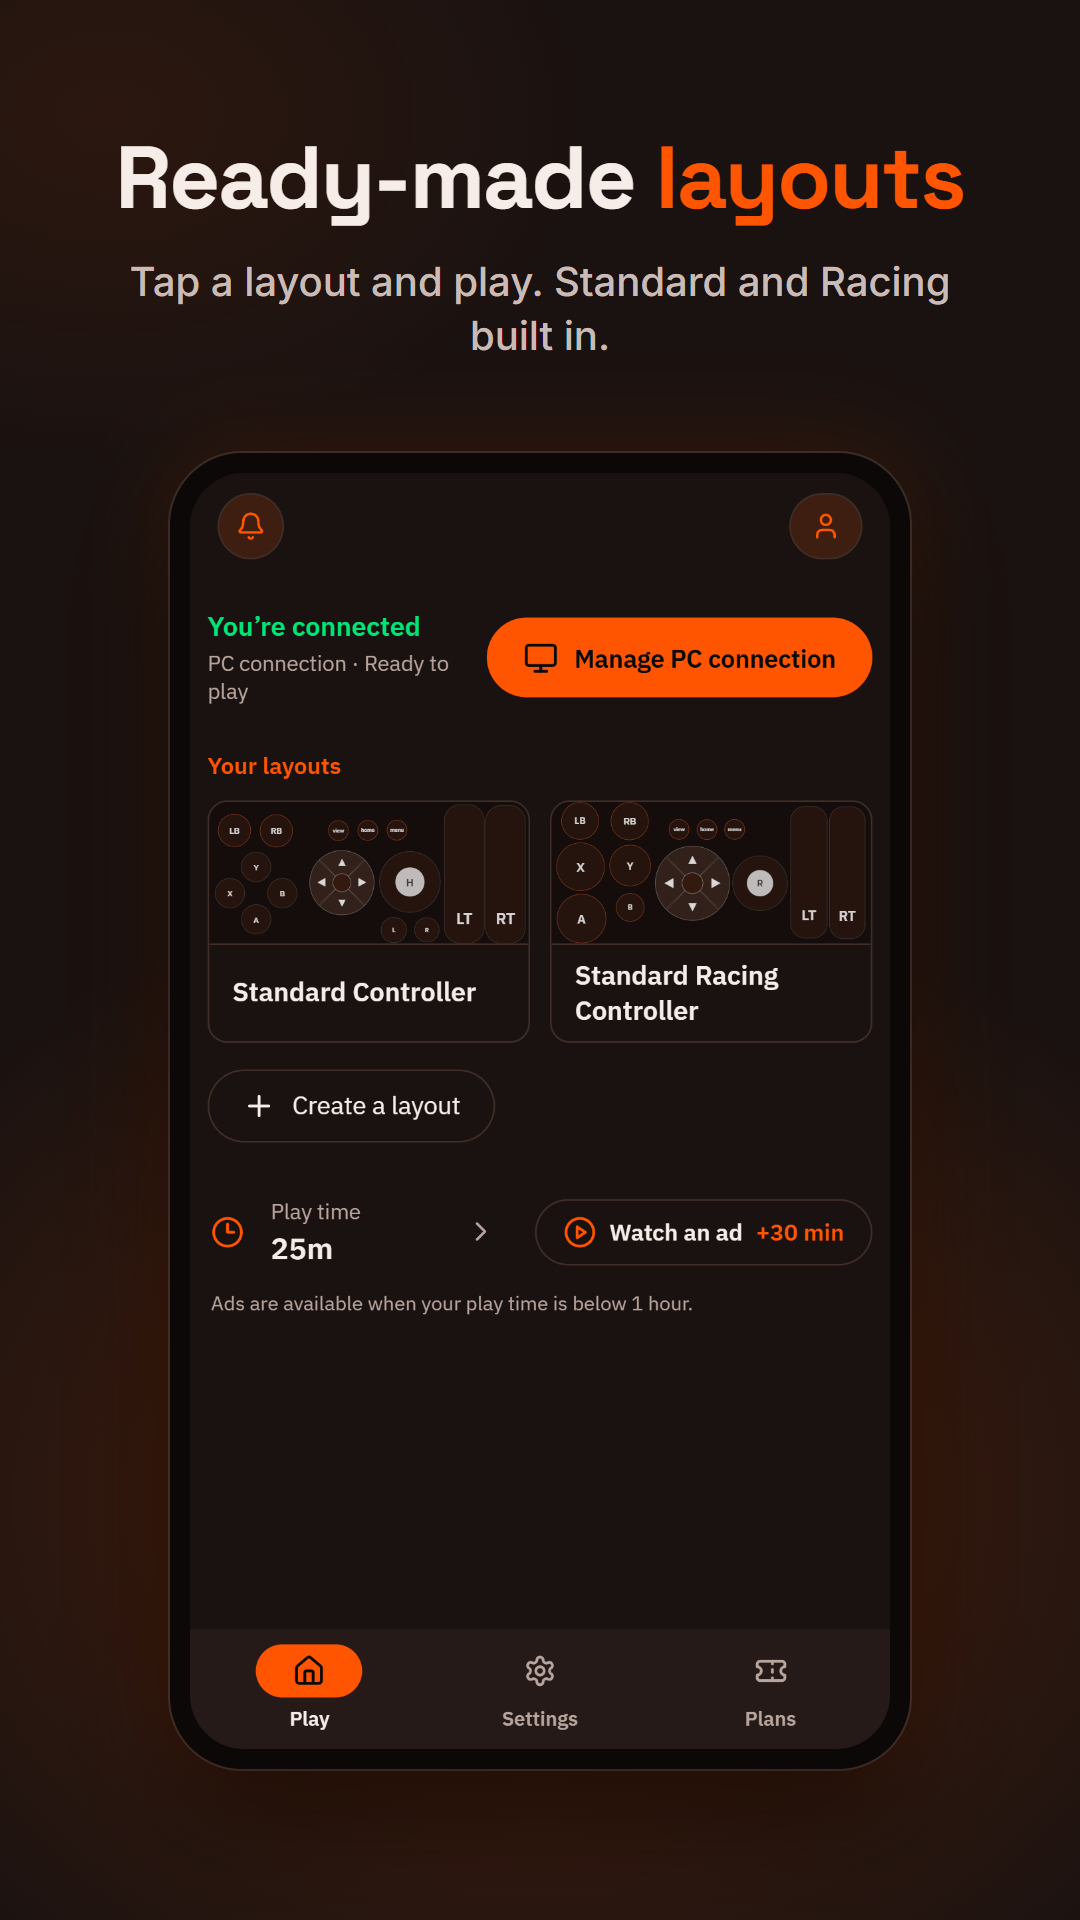 Ready-made layouts
Tap a layout and play. Standard and Racing
built in.
You're connected
PC connection · Ready to
play
Manage PC connection
Your layouts
LB RB view home menu
Y
X B
A
H
L R
LT RT
Standard Controller
LB RB view home menu
X Y
B
A
R
LT RT
Standard Racing
Controller
Create a layout
Play time
25m
Watch an ad +30 min
Ads are available when your play time is below 1 hour.
Play Settings Plans